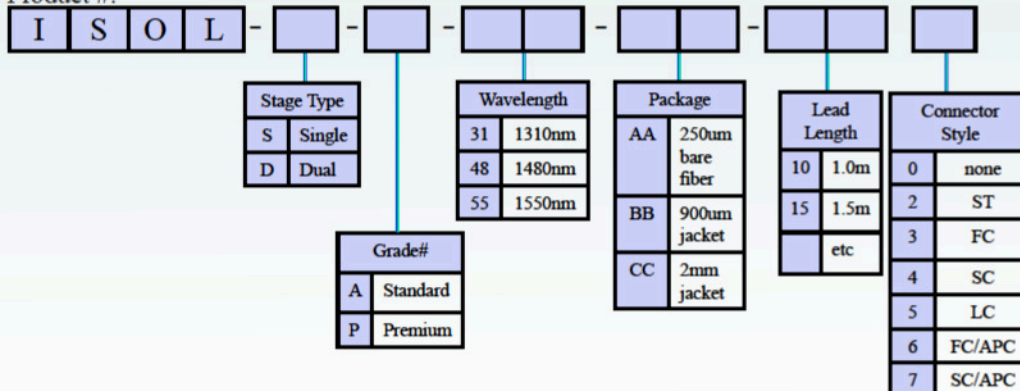 Product #:
I S O L - - - - -
Stage Type
S Single
D Dual
Grade#
A Standard
P Premium
Wavelength
31 1310nm
48 1480nm
55 1550nm
Package
AA 250um
bare
fiber
BB 900um
jacket
CC 2mm
jacket
Lead
Length
10 1.0m
15 1.5m
etc
Connector
Style
0 none
2 ST
3 FC
4 SC
5 LC
6 FC/APC
7 SC/APC